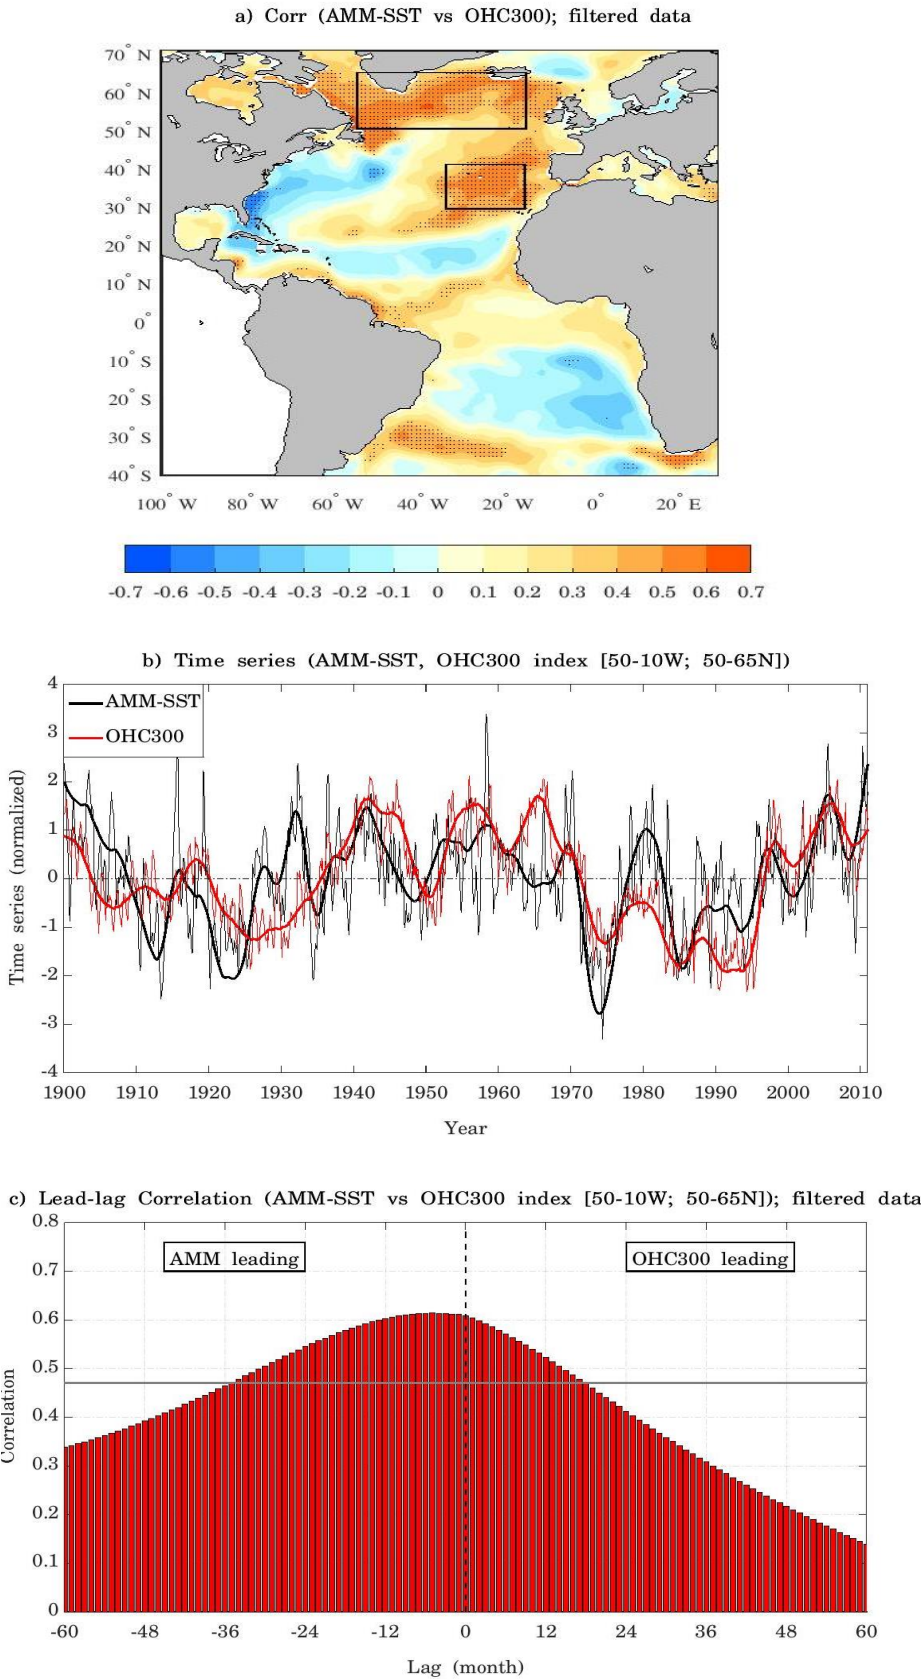 a) Corr (AMM-SST vs OHC300); filtered data
70° N
60° N
50° N
40° N
30° N
20° N
10° N
0°
10° S
20° S
30° S
40° S
100° W 80° W 60° W 40° W 20° W 0° 20° E
-0.7 -0.6 -0.5 -0.4 -0.3 -0.2 -0.1 0 0.1 0.2 0.3 0.4 0.5 0.6 0.7
b) Time series (AMM-SST, OHC300 index [50-10W; 50-65N])
AMM-SST
OHC300
4
3
2
1
0
-1
-2
-3
-4
Time series (normalized)
1900 1910 1920 1930 1940 1950 1960 1970 1980 1990 2000 2010
Year
c) Lead-lag Correlation (AMM-SST vs OHC300 index [50-10W; 50-65N]); filtered data
AMM leading
OHC300 leading
0.8
0.7
0.6
0.5
0.4
0.3
0.2
0.1
0
Correlation
-60 -48 -36 -24 -12 0 12 24 36 48 60
Lag (month)